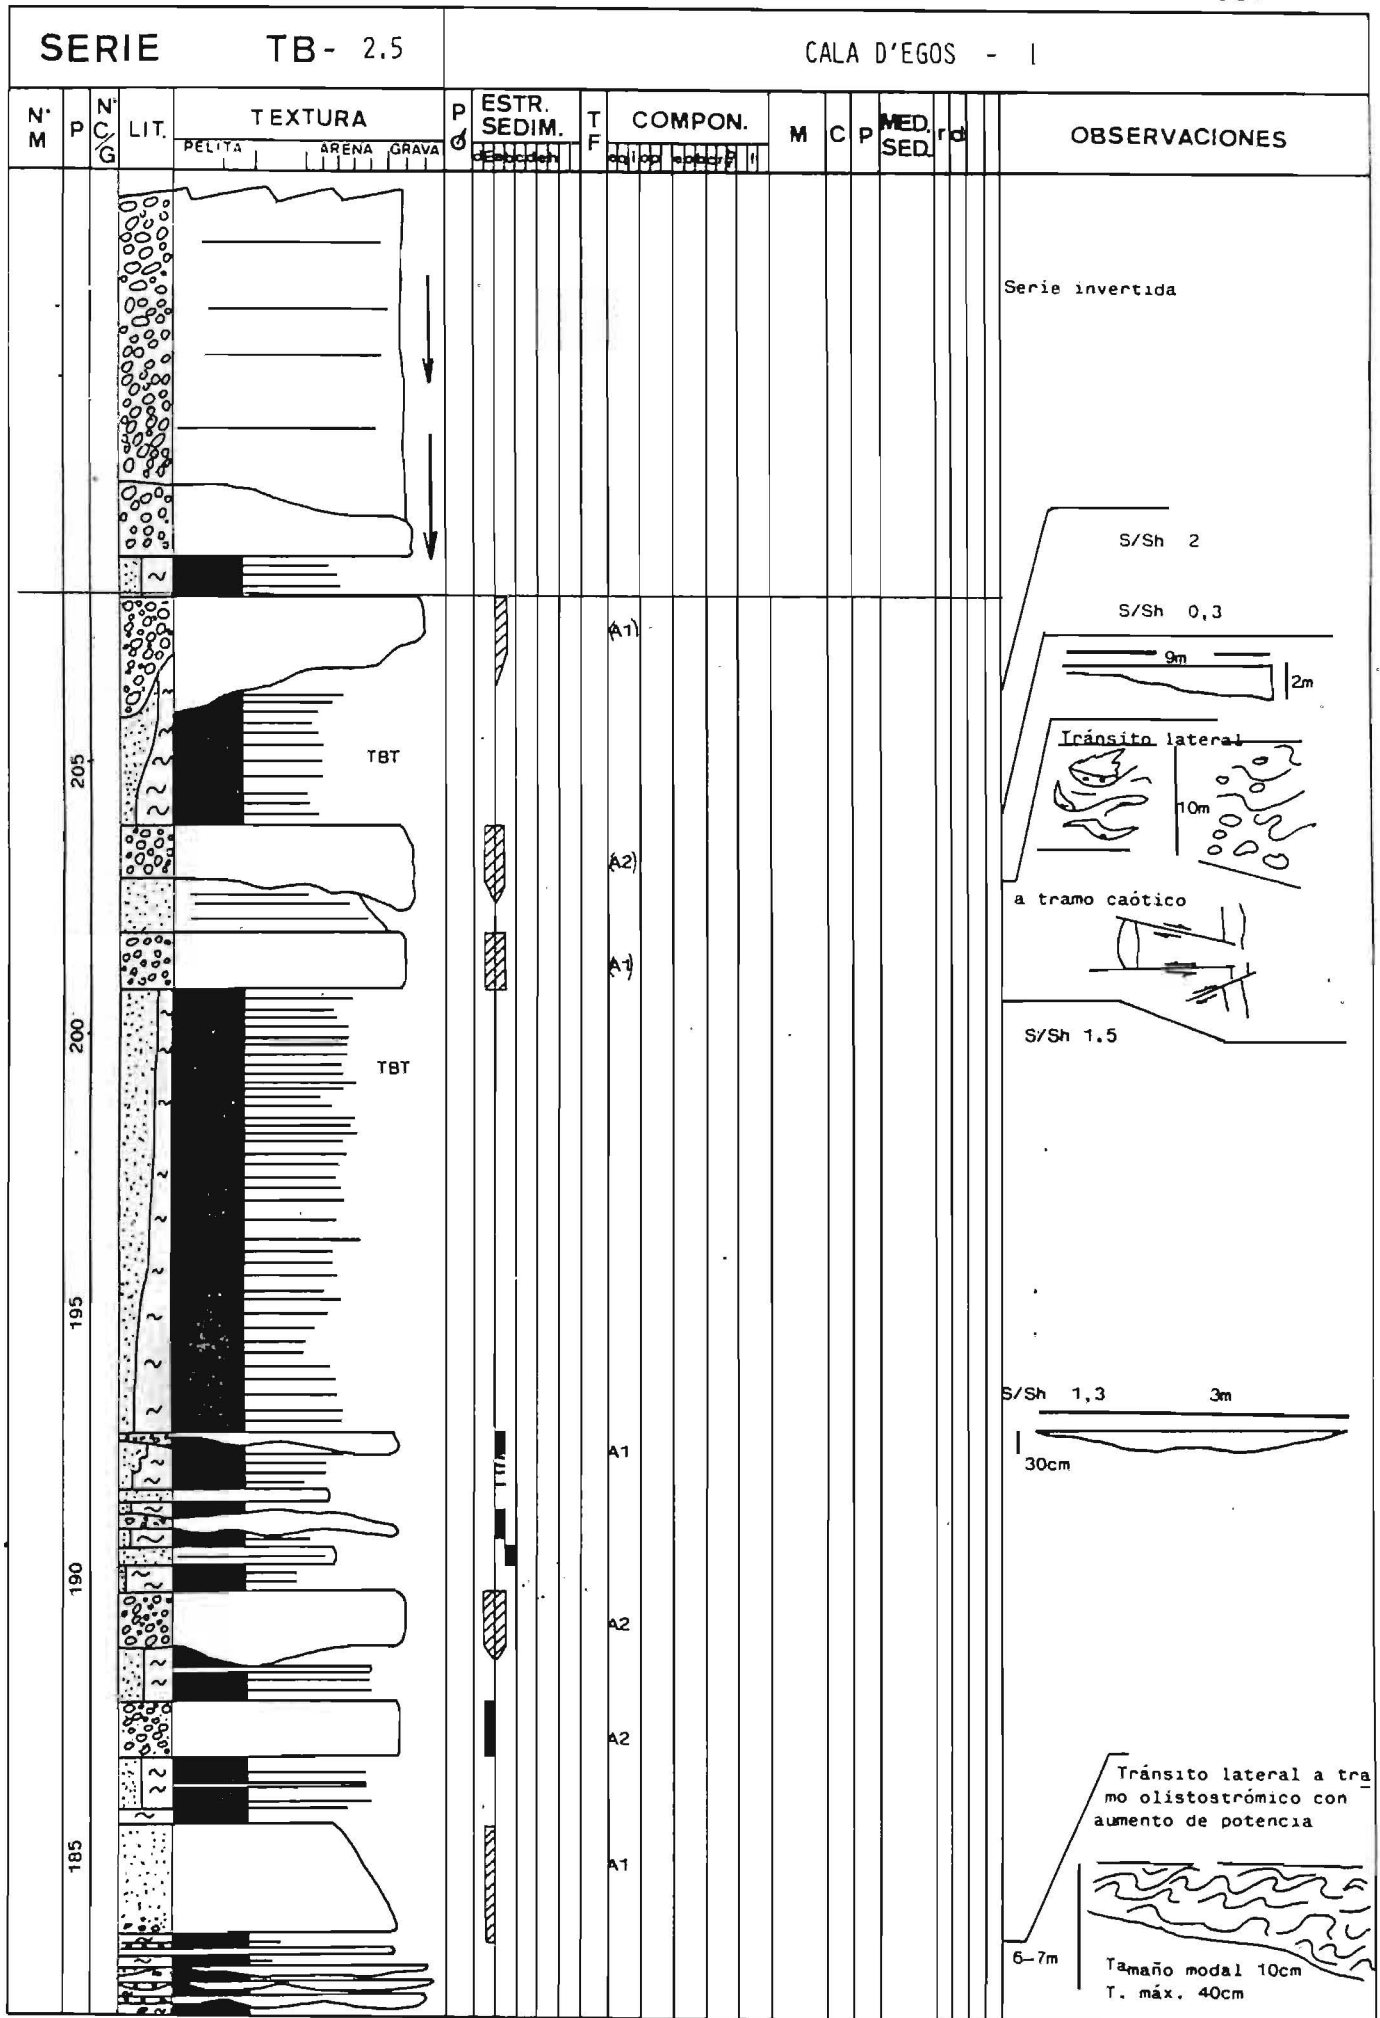 SERIE TB- 2.5
CALA D'EGOS - I
Nº M
P
Nº C/G
LIT.
TEXTURA
PELITA ARENA GRAVA
P
ESTR. SEDIM.
T F
COMPON.
M
C
P
MED. SED.
r
d
OBSERVACIONES
Serie invertida
S/Sh 2
S/Sh 0,3
(A1)
9m
2m
205
TBT
Tránsito lateral
10m
(A2)
a tramo caótico
(A1)
200
S/Sh 1.5
TBT
195
S/Sh 1,3 3m
A1
30cm
190
A2
A2
Tránsito lateral a tra
mo olistostrómico con
aumento de potencia
185
A1
6-7m
Tamaño modal 10cm
T. máx. 40cm